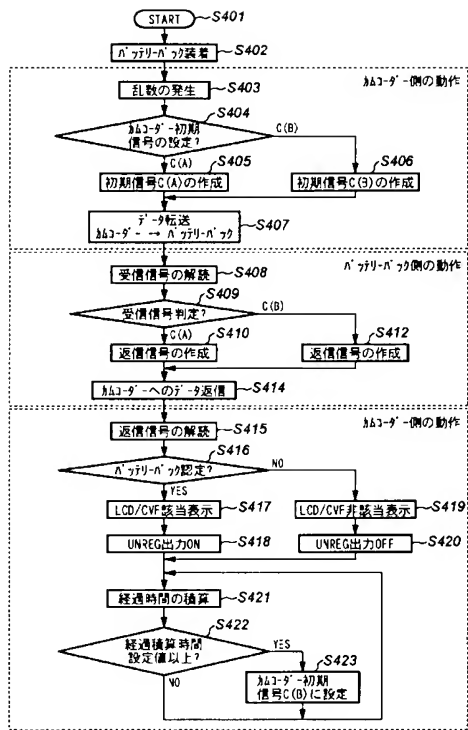 START
S401
バッテリーパック装着
S402
カムコーダー側の動作
乱数の発生
S403
S404
カムコーダー初期
信号の設定?
C(B)
C(A)
S405
S406
初期信号C(A)の作成
初期信号C(B)の作成
データ転送
カムコーダー → バッテリーパック
S407
バッテリーパック側の動作
受信信号の解読
S408
S409
受信信号判定?
C(B)
C(A)
S410
S412
返信信号の作成
返信信号の作成
カムコーダーへのデータ返信
S414
カムコーダー側の動作
返信信号の解読
S415
S416
バッテリーパック認定?
NO
YES
LCD/CVF該当表示
S417
LCD/CVF非該当表示
S419
UNREG出力ON
S418
UNREG出力OFF
S420
経過時間の積算
S421
S422
経過積算時間
設定値以上?
YES
NO
S423
カムコーダー初期
信号C(B)に設定